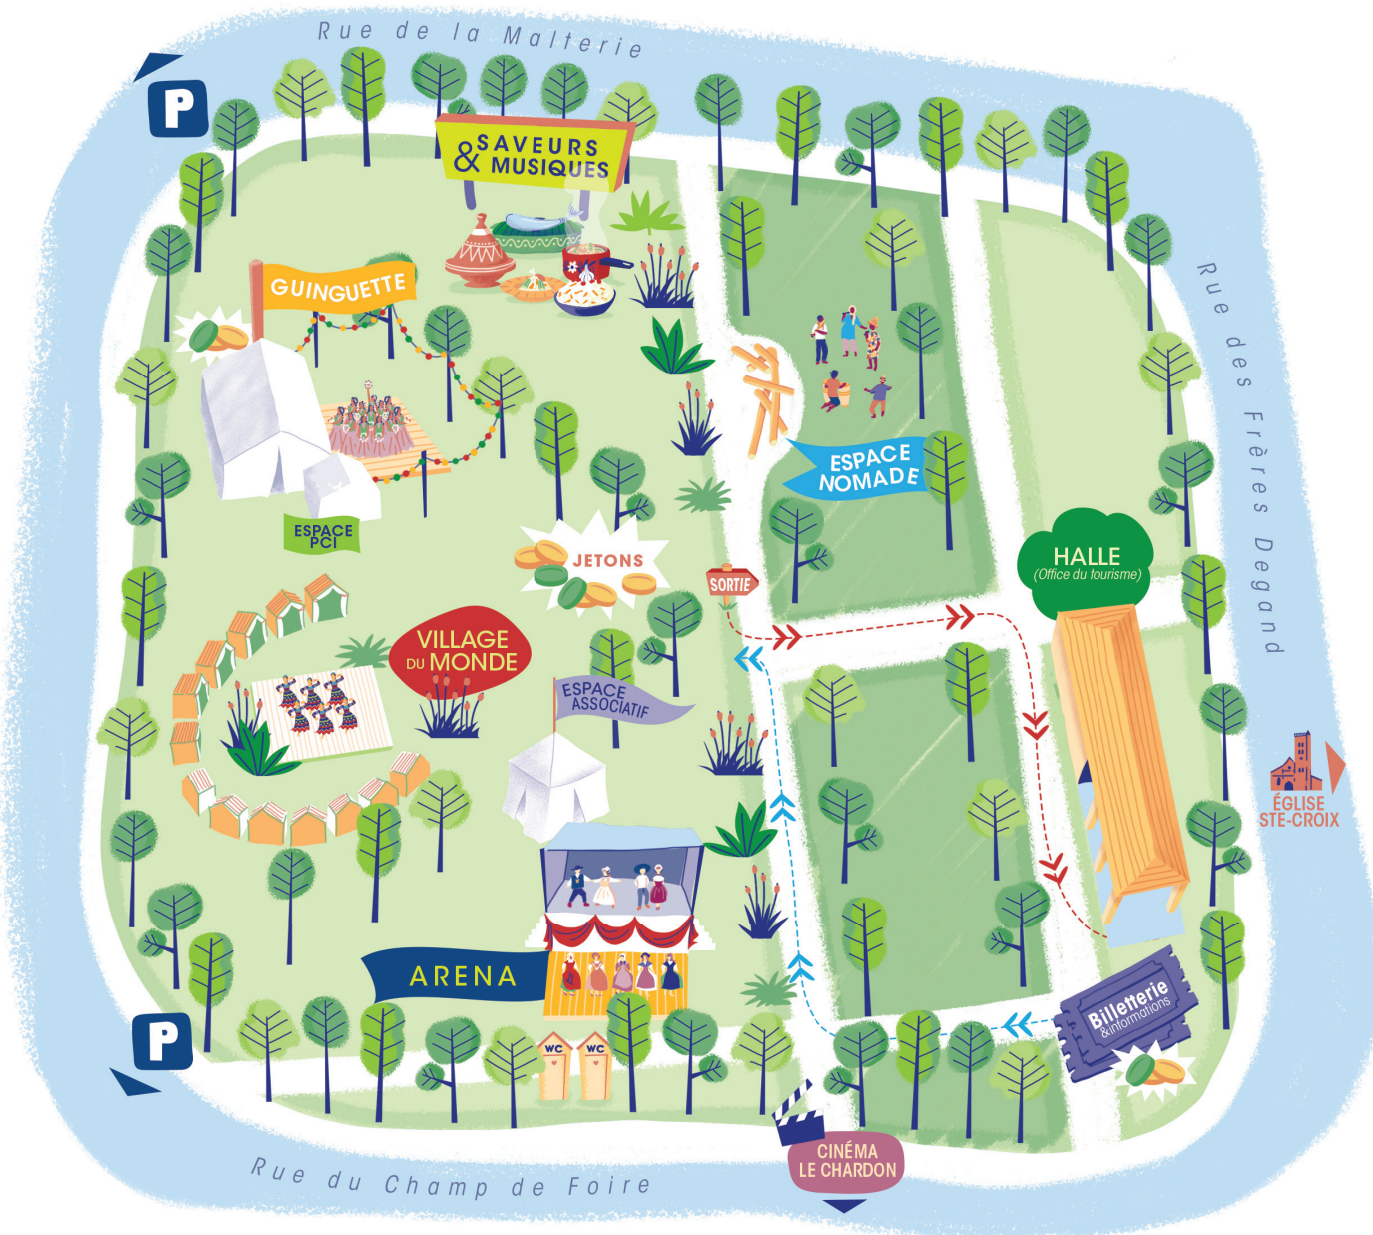 Rue de la Malterie
P
SAVEURS
& MUSIQUES
GUINGUETTE
Rue des Frères Degand
ESPACE
NOMADE
ESPACE
PCI
JETONS
HALLE
(Office du tourisme)
SORTIE
VILLAGE
DU MONDE
ESPACE
ASSOCIATIF
ÉGLISE
STE-CROIX
ARENA
Billetterie
& informations
P
WC
WC
CINÉMA
LE CHARDON
Rue du Champ de Foire